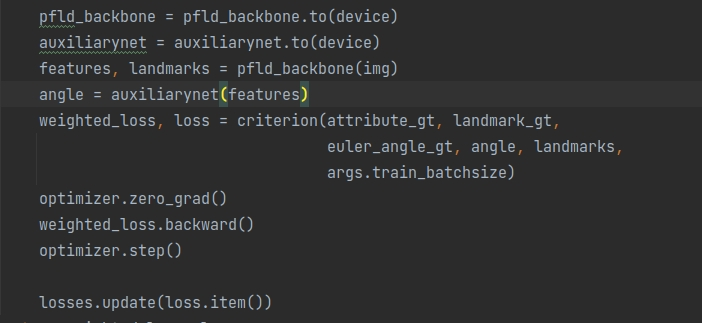 pfld_backbone = pfld_backbone.to(device)
auxiliarynet = auxiliarynet.to(device)
features, landmarks = pfld_backbone(img)
angle = auxiliarynet(features)
weighted_loss, loss = criterion(attribute_gt, landmark_gt,
euler_angle_gt, angle, landmarks,
args.train_batchsize)
optimizer.zero_grad()
weighted_loss.backward()
optimizer.step()
losses.update(loss.item())